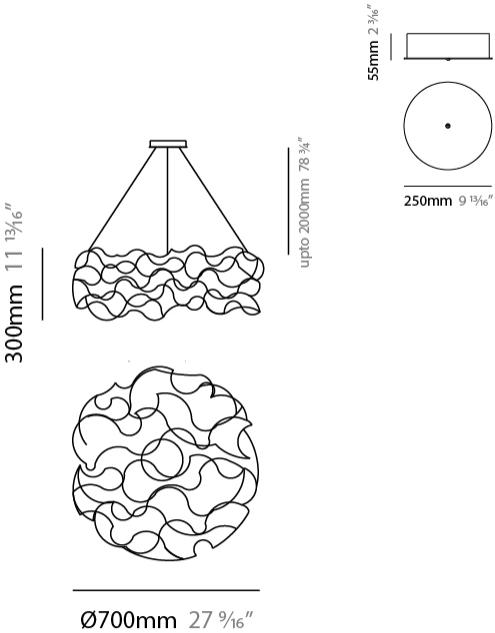 55mm 2 3⁄16"
250mm 9 13⁄16"
upto 2000mm 78 3⁄4"
300mm 11 13⁄16"
Ø700mm 27 9⁄16"